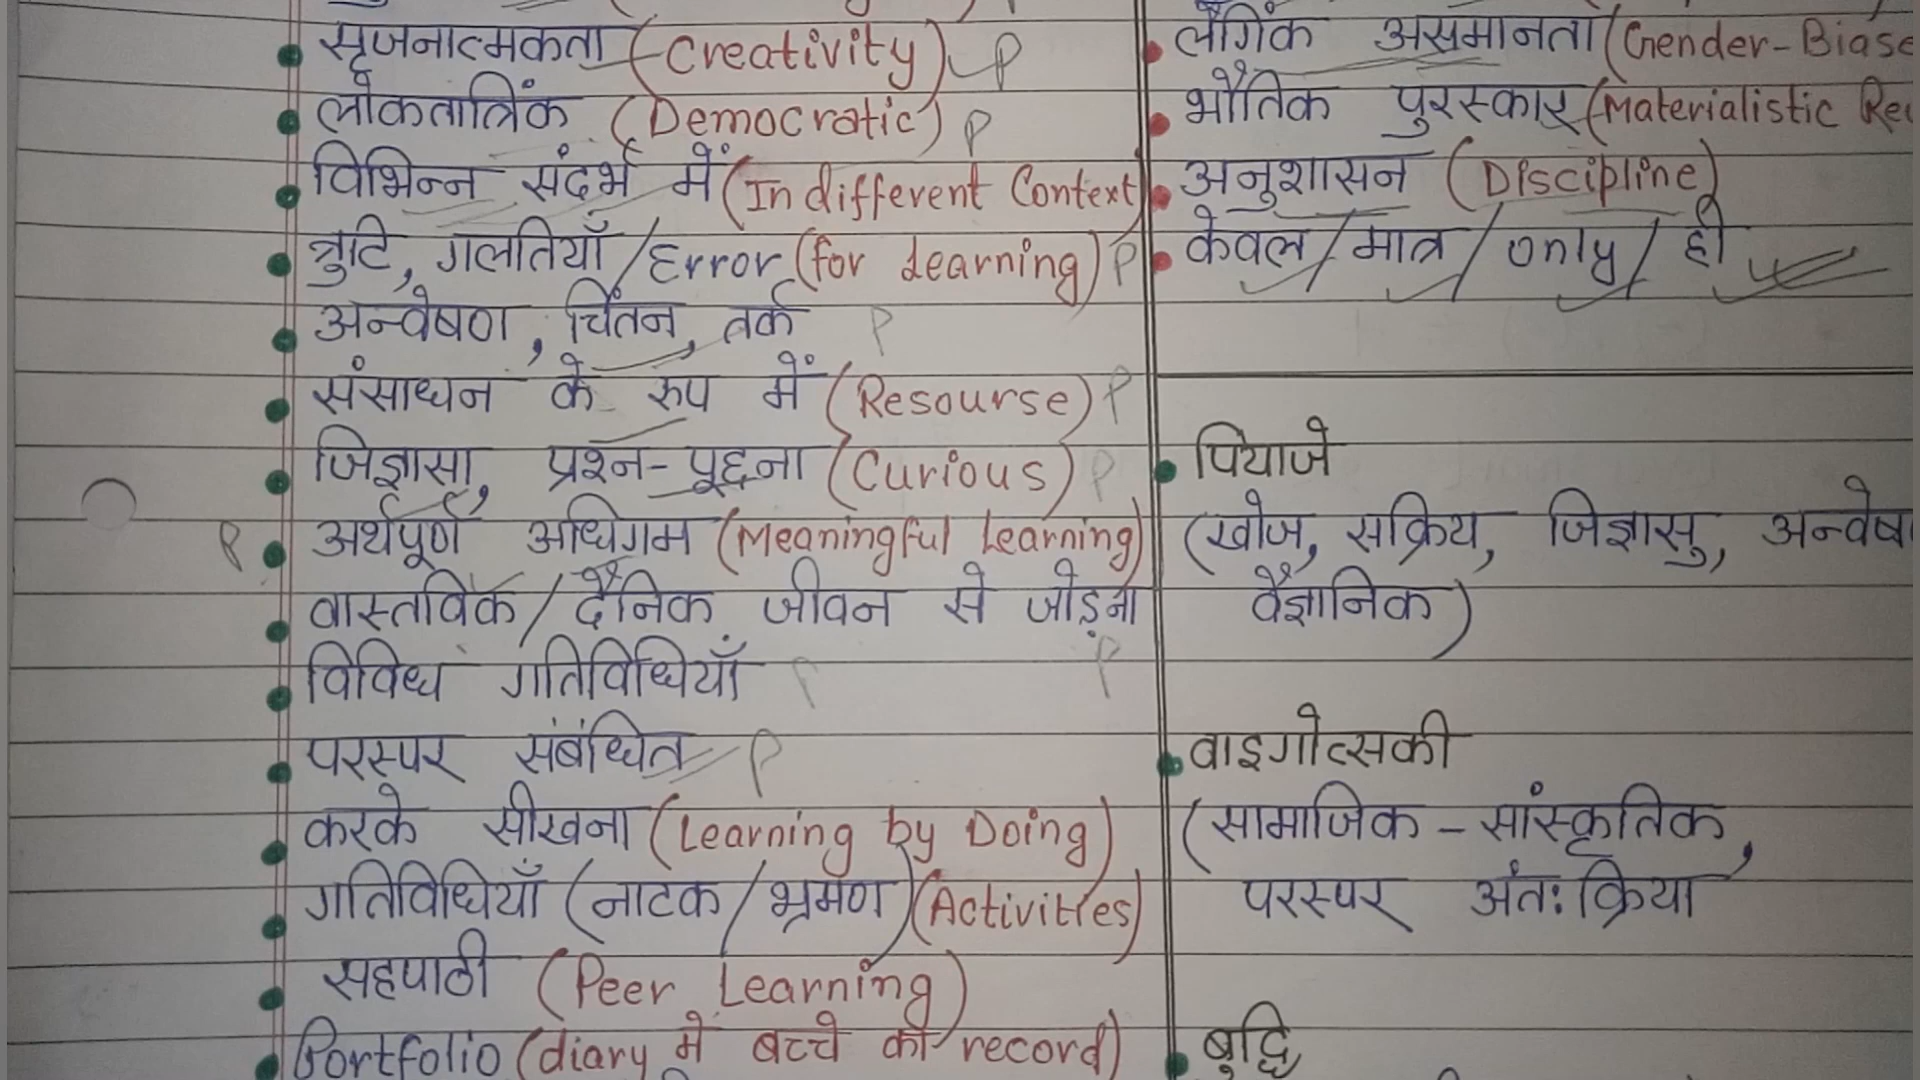 सृजनात्मकता (Creativity) P
लोकतांत्रिक (Democratic) P
विभिन्न संदर्भ में (In different Context)
त्रुटि, गलतियाँ / Error (for Learning) P
अन्वेषण, चिंतन, तर्क P
संसाधन के रूप में (Resourse) P
जिज्ञासा, प्रश्न-पूछना (Curious) P
P अर्थपूर्ण अधिगम (Meaningful Learning)
वास्तविक / दैनिक जीवन से जोड़ना P
विविध गतिविधियाँ P
परस्पर संबंधित P
करके सीखना (Learning by Doing)
गतिविधियाँ (नाटक / भ्रमण) (Activities)
सहपाठी (Peer Learning)
Portfolio (diary में बच्चे का record)
लैंगिक असमानता (Gender-Biase
भौतिक पुरस्कार (Materialistic
अनुशासन (Discipline)
केवल / मात्र / only / ही
पियाजे
(खोज, सक्रिय, जिज्ञासु, अन्वेष
वैज्ञानिक)
वाइगोत्सकी
(सामाजिक - सांस्कृतिक,
परस्पर अंतः क्रिया
बुद्धि